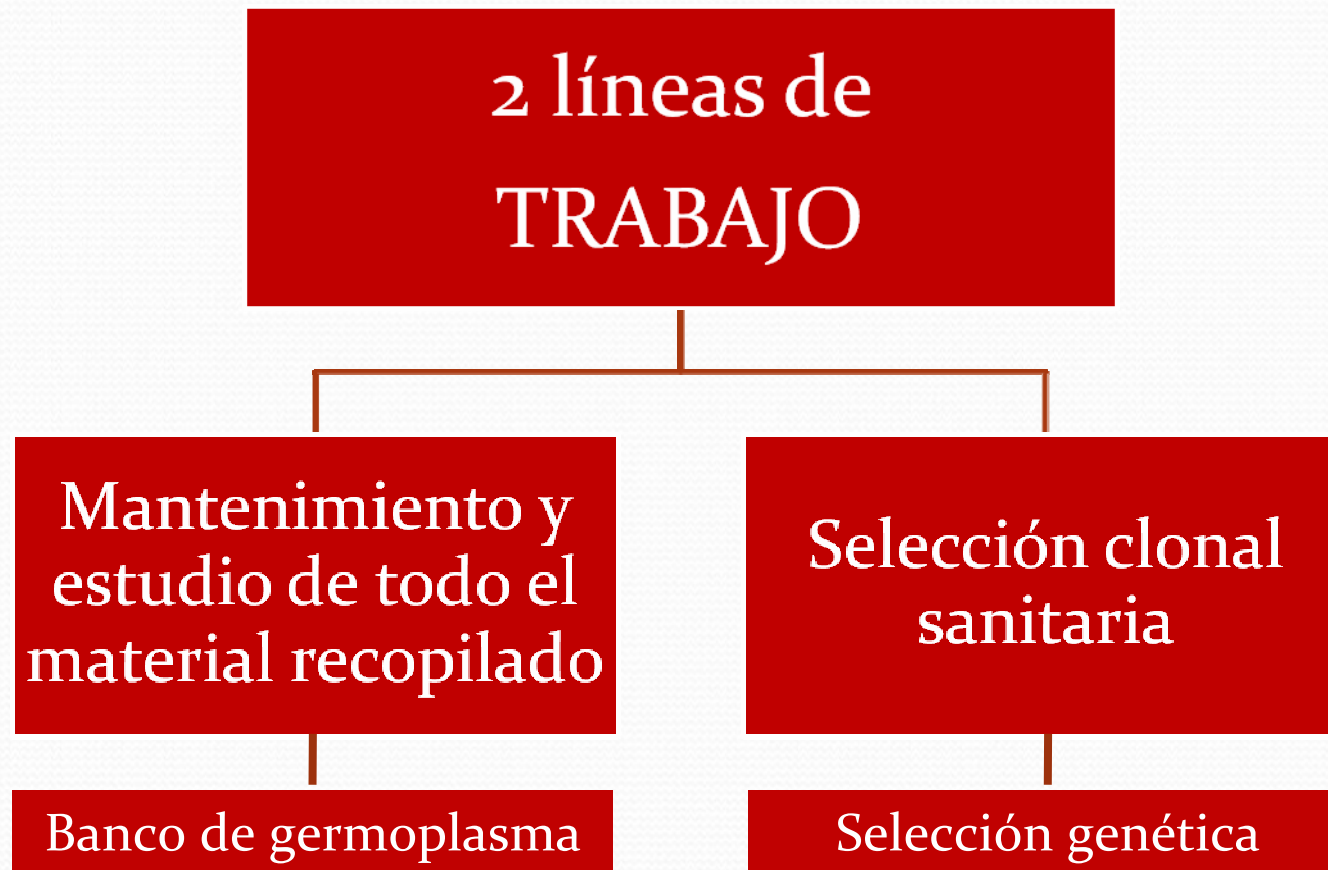 2 líneas de
TRABAJO
Mantenimiento y
estudio de todo el
material recopilado
Selección clonal
sanitaria
Banco de germoplasma
Selección genética